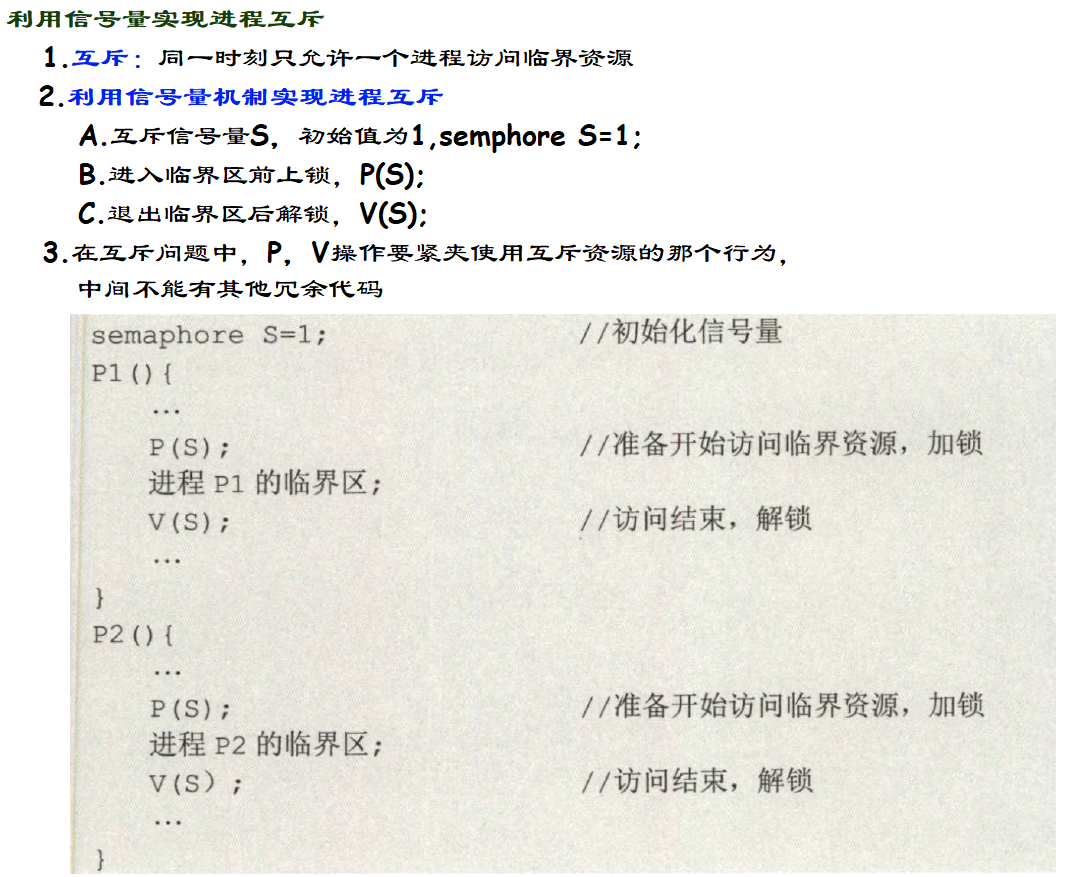 利用信号量实现进程互斥
1.互斥：同一时刻只允许一个进程访问临界资源
2.利用信号量机制实现进程互斥
A.互斥信号量S，初始值为1,semphore S=1;
B.进入临界区前上锁，P(S);
C.退出临界区后解锁，V(S);
3.在互斥问题中，P，V操作要紧夹使用互斥资源的那个行为，
中间不能有其他冗余代码
semaphore S=1; //初始化信号量
P1(){
…
P(S); //准备开始访问临界资源，加锁
进程 P1 的临界区;
V(S); //访问结束，解锁
…
}
P2(){
…
P(S); //准备开始访问临界资源，加锁
进程 P2 的临界区;
V(S）; //访问结束，解锁
…
}